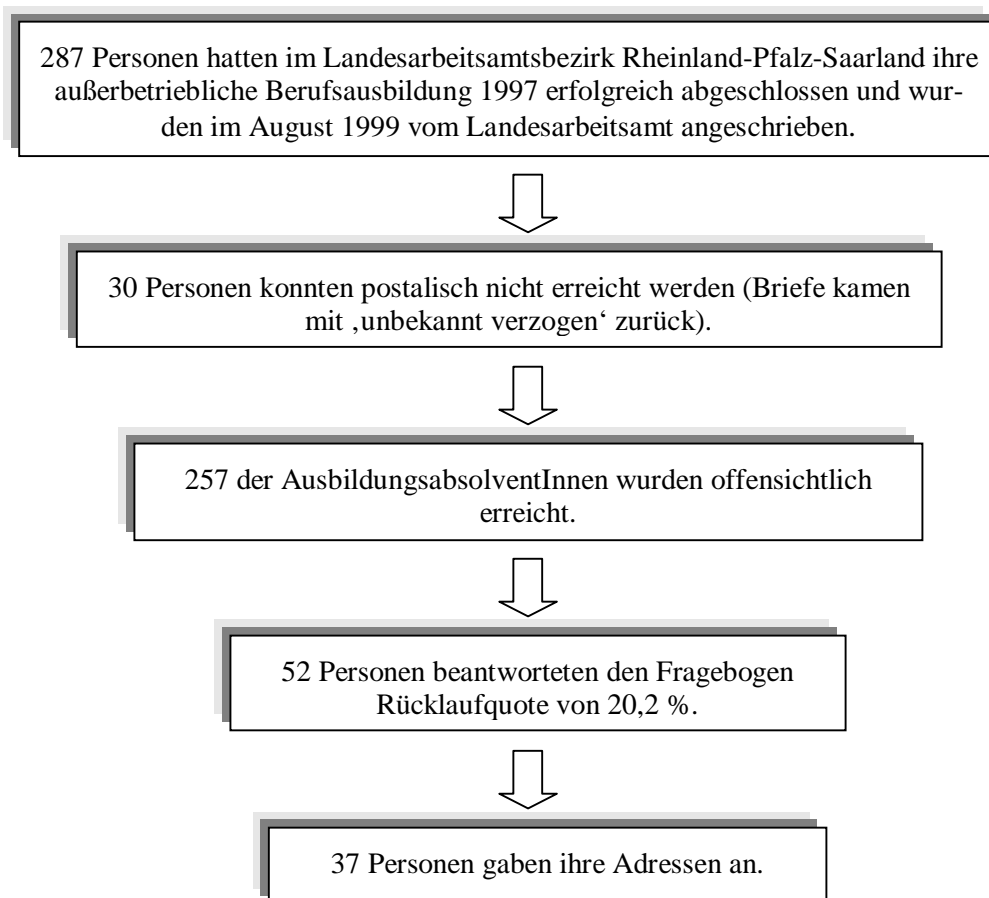 287 Personen hatten im Landesarbeitsamtsbezirk Rheinland-Pfalz-Saarland ihre
außerbetriebliche Berufsausbildung 1997 erfolgreich abgeschlossen und wur-
den im August 1999 vom Landesarbeitsamt angeschrieben.
30 Personen konnten postalisch nicht erreicht werden (Briefe kamen
mit ‚unbekannt verzogen‘ zurück).
257 der AusbildungsabsolventInnen wurden offensichtlich
erreicht.
52 Personen beantworteten den Fragebogen
Rücklaufquote von 20,2 %.
37 Personen gaben ihre Adressen an.